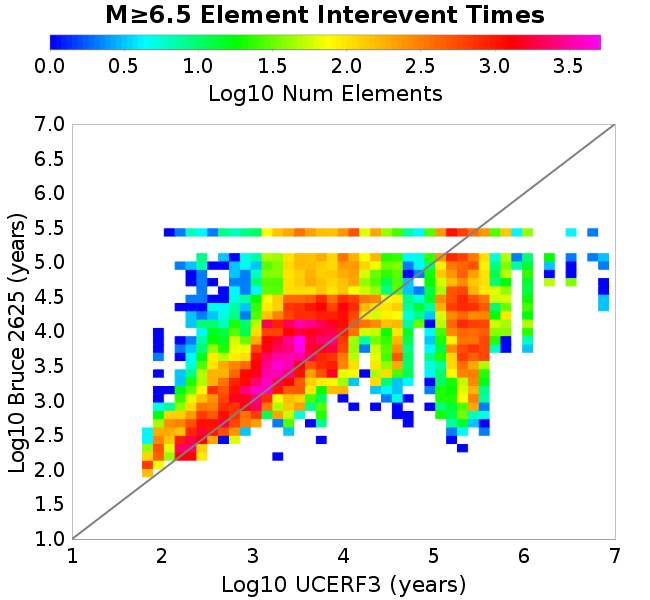 M≥6.5 Element Interevent Times
0.0 0.5 1.0 1.5 2.0 2.5 3.0 3.5
Log10 Num Elements
7.0
6.5
6.0
5.5
5.0
4.5
4.0
3.5
3.0
2.5
2.0
1.5
1.0
Log10 Bruce 2625 (years)
1 2 3 4 5 6 7
Log10 UCERF3 (years)